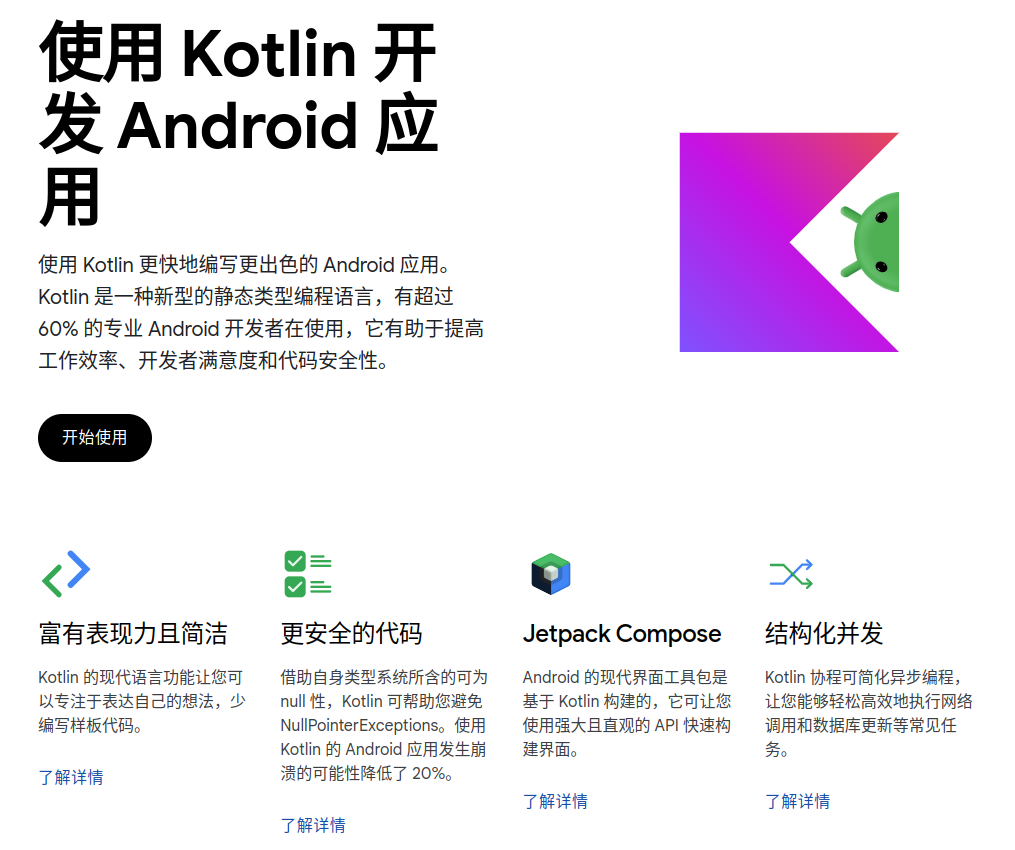 使用 Kotlin 开
发 Android 应
用
使用 Kotlin 更快地编写更出色的 Android 应用。
Kotlin 是一种新型的静态类型编程语言，有超过
60% 的专业 Android 开发者在使用，它有助于提高
工作效率、开发者满意度和代码安全性。
开始使用
富有表现力且简洁
Kotlin 的现代语言功能让您可
以专注于表达自己的想法，少
编写样板代码。
了解详情
更安全的代码
借助自身类型系统所含的可为
null 性，Kotlin 可帮助您避免
NullPointerExceptions。使用
Kotlin 的 Android 应用发生崩
溃的可能性降低了 20%。
了解详情
Jetpack Compose
Android 的现代界面工具包是
基于 Kotlin 构建的，它可让您
使用强大且直观的 API 快速构
建界面。
了解详情
结构化并发
Kotlin 协程可简化异步编程，
让您能够轻松高效地执行网络
调用和数据库更新等常见任
务。
了解详情